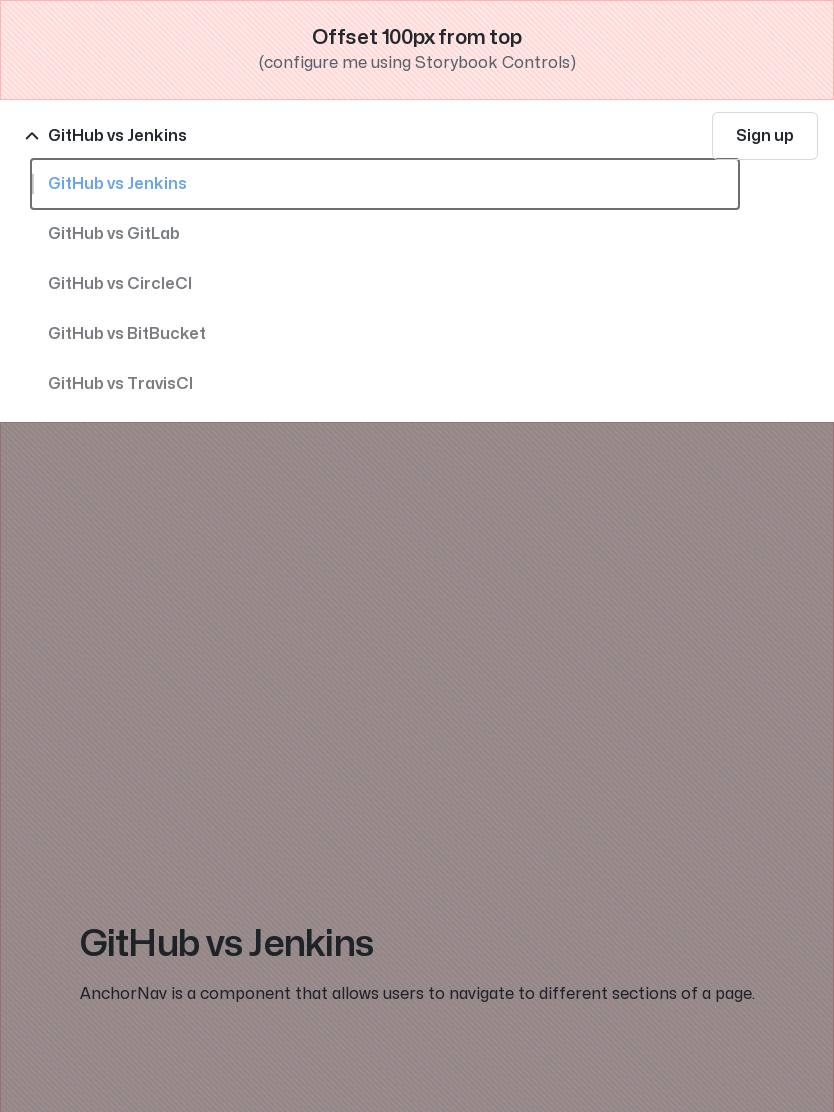 Offset 100px from top
(configure me using Storybook Controls)
GitHub vs Jenkins
Sign up
GitHub vs Jenkins
GitHub vs GitLab
GitHub vs CircleCI
GitHub vs BitBucket
GitHub vs TravisCI
GitHub vs Jenkins
AnchorNav is a component that allows users to navigate to different sections of a page.